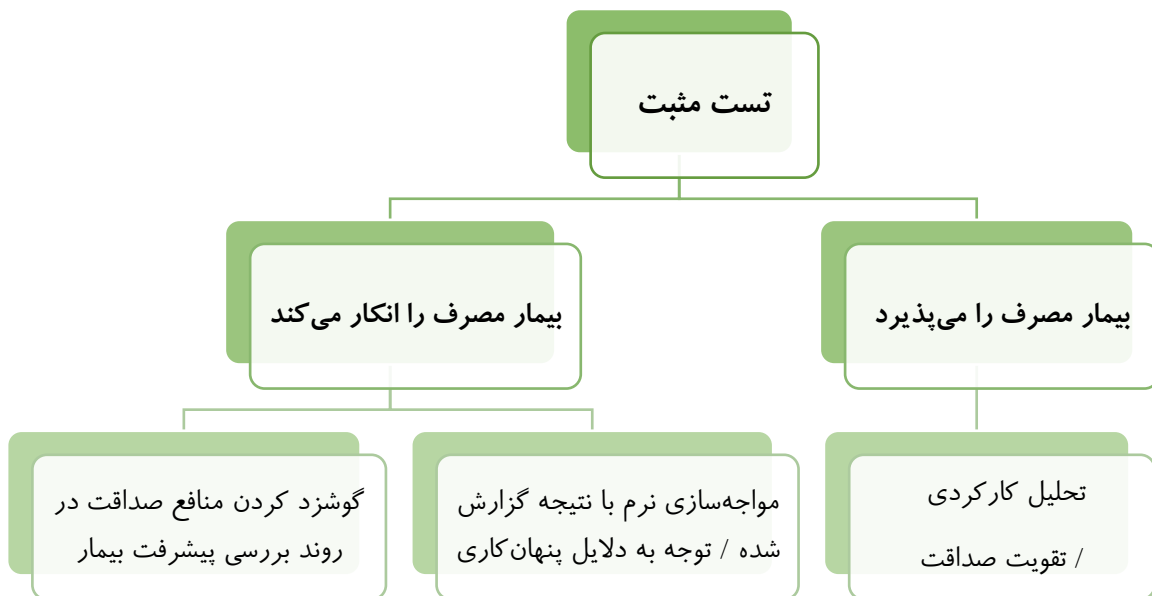 تست مثبت
بیمار مصرف را می‌پذیرد
بیمار مصرف را انکار می‌کند
تحلیل کارکردی
/ تقویت صداقت
مواجه‌سازی نرم با نتیجه گزارش
شده / توجه به دلایل پنهان‌کاری
گوشزد کردن منافع صداقت در
روند بررسی پیشرفت بیمار